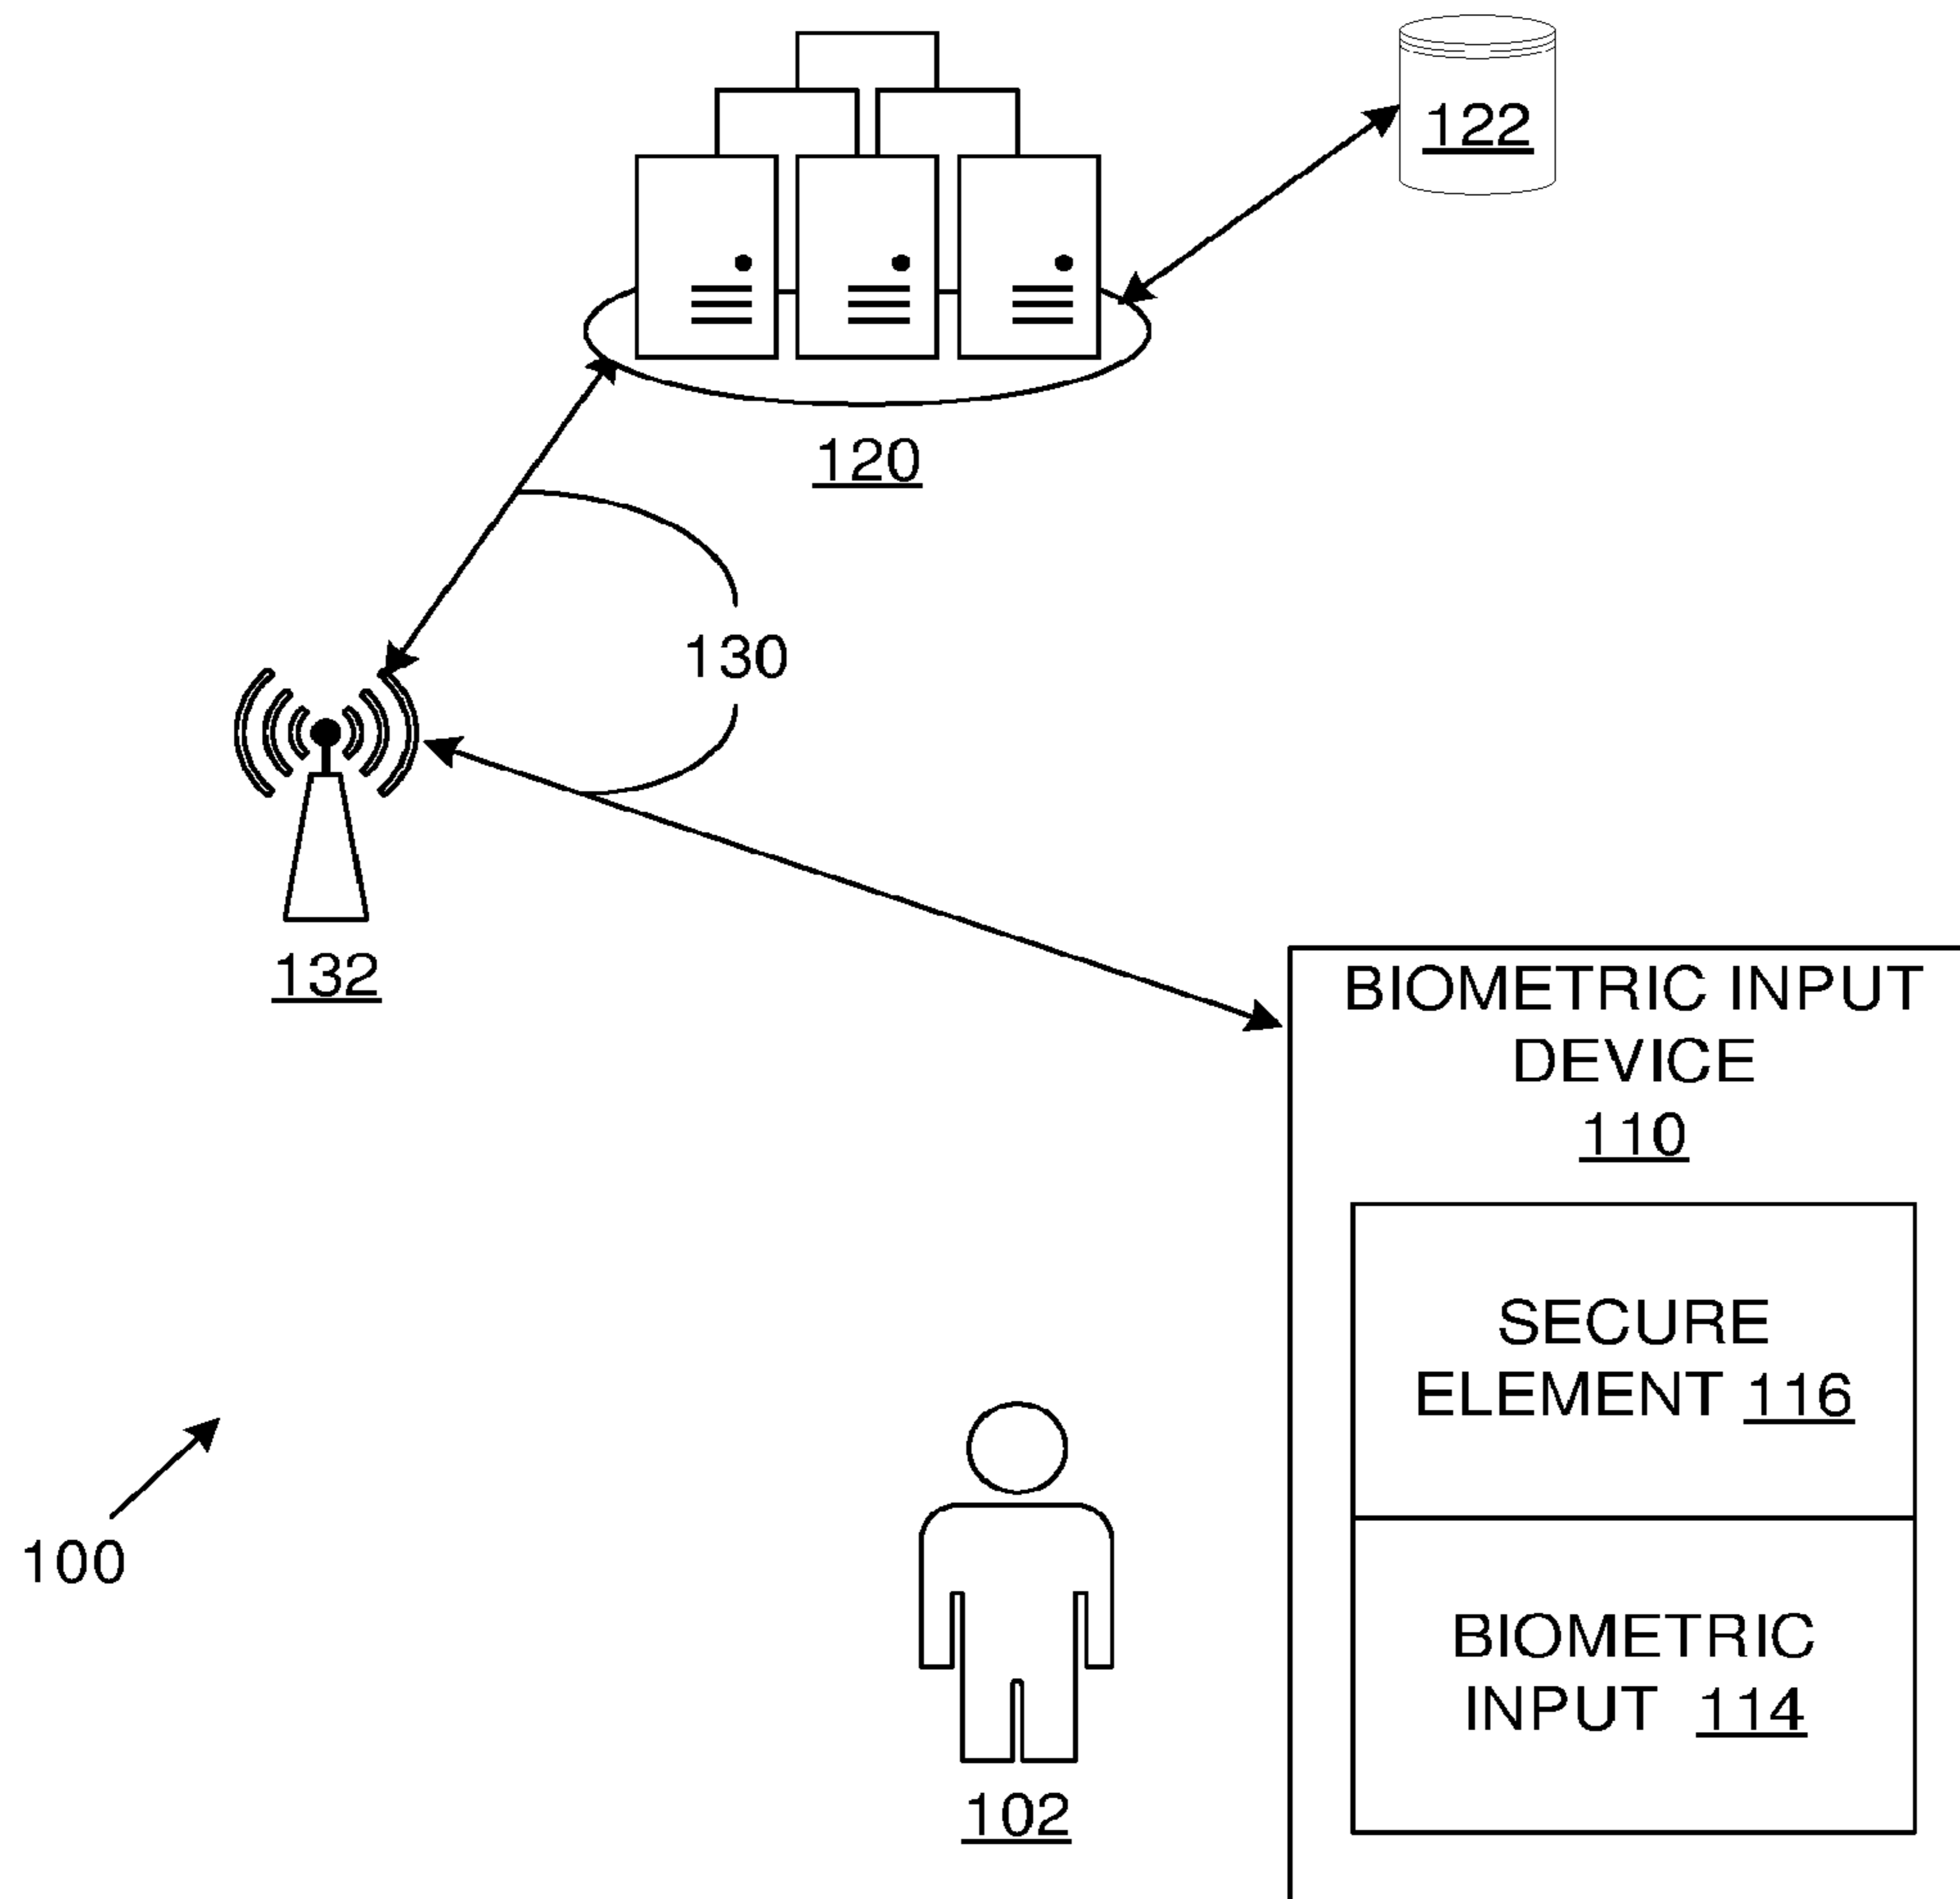 122
120
130
132
BIOMETRIC INPUT
DEVICE
110
SECURE
ELEMENT 116
100
BIOMETRIC
INPUT 114
102